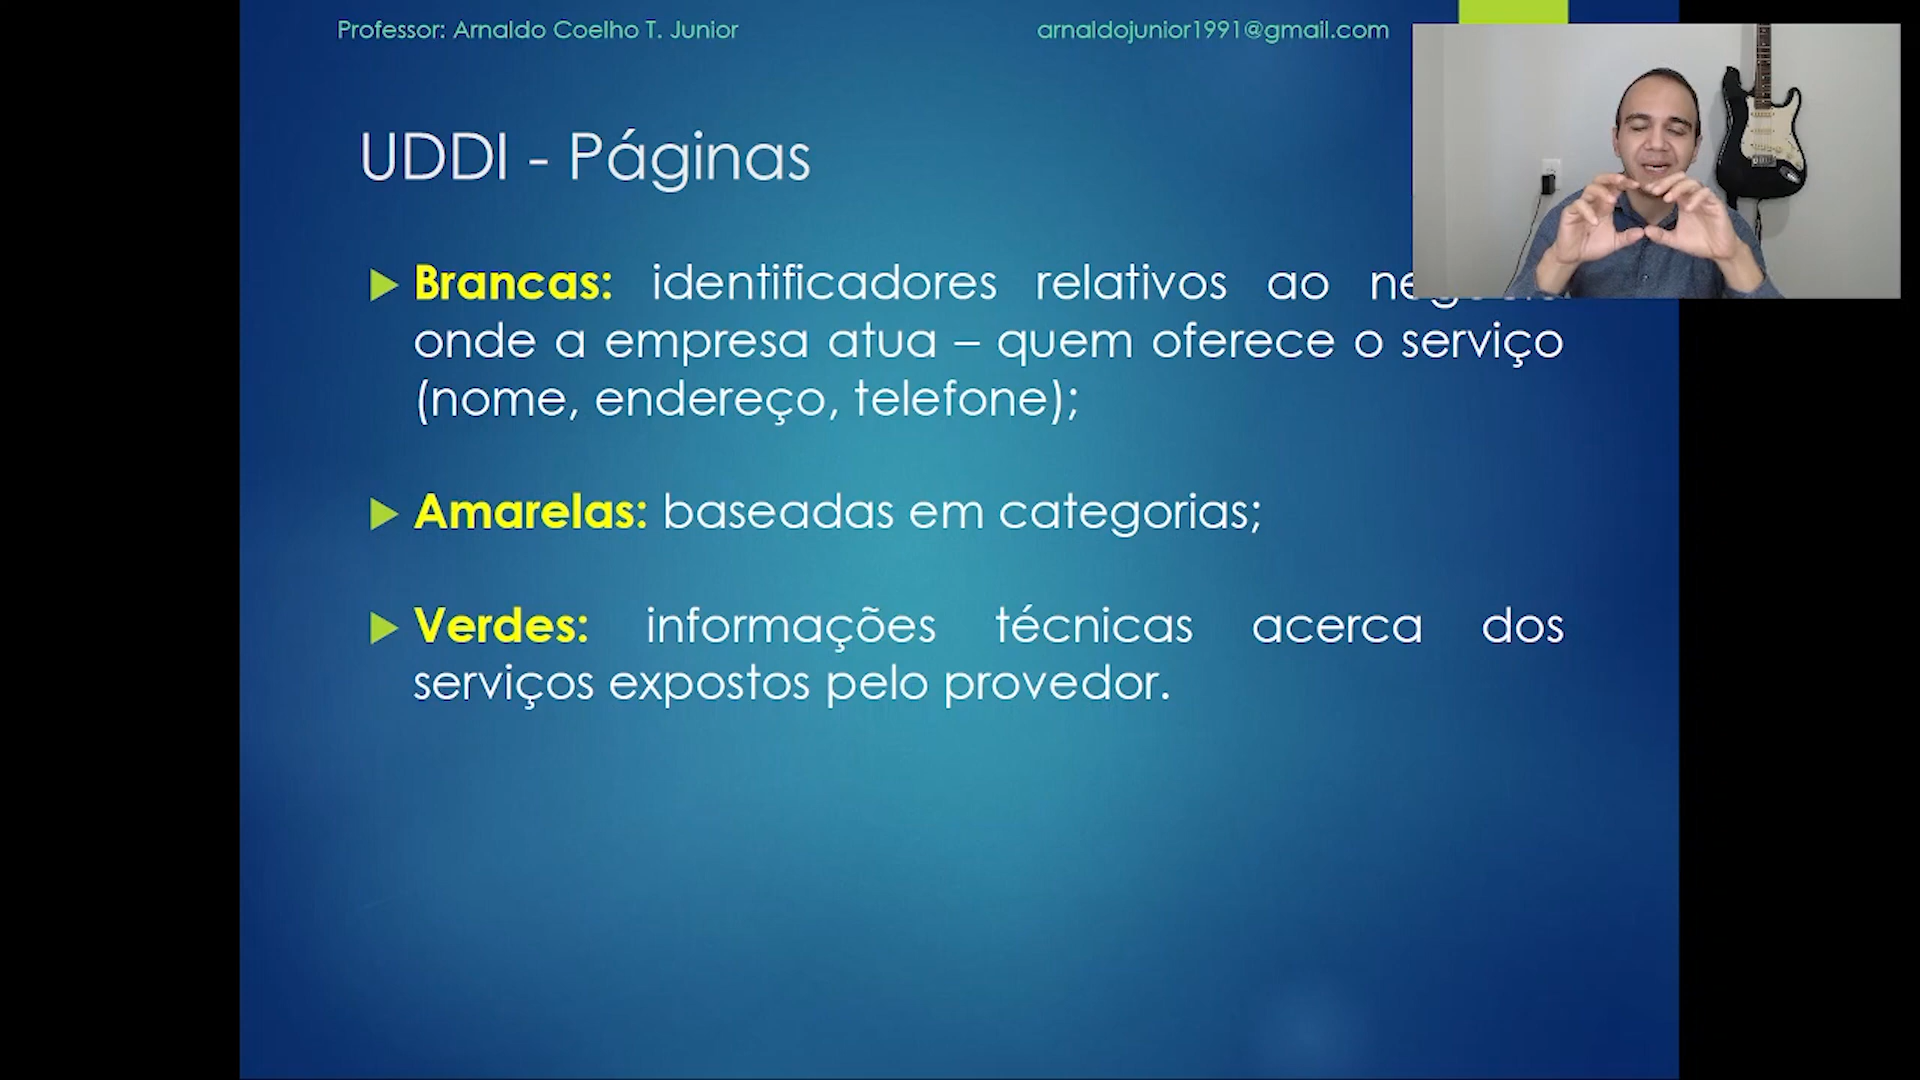 Professor: Arnaldo Coelho T. Junior arnaldojunior1991@gmail.com
UDDI - Páginas
Brancas: identificadores relativos ao
onde a empresa atua – quem oferece o serviço
(nome, endereço, telefone);
Amarelas: baseadas em categorias;
Verdes: informações técnicas acerca dos
serviços expostos pelo provedor.